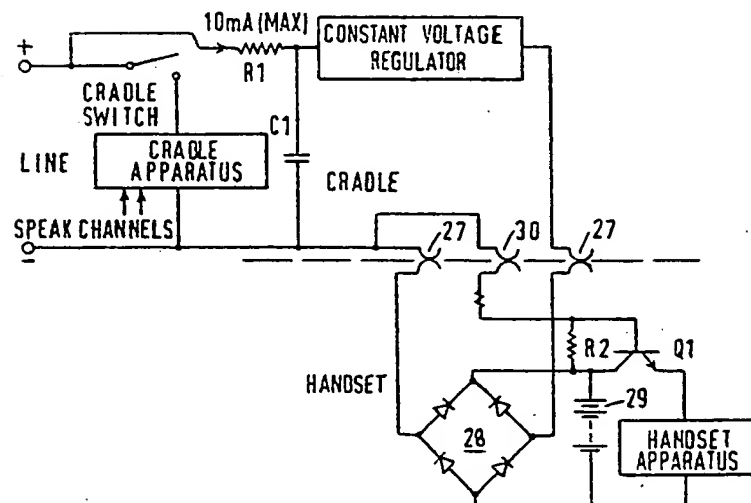 10mA (MAX)
+
R1
CONSTANT VOLTAGE
REGULATOR
CRADLE
SWITCH
C1
LINE
CRADLE
APPARATUS
CRADLE
SPEAK CHANNELS
-
27
30
27
R2
Q1
HANDSET
29
28
HANDSET
APPARATUS